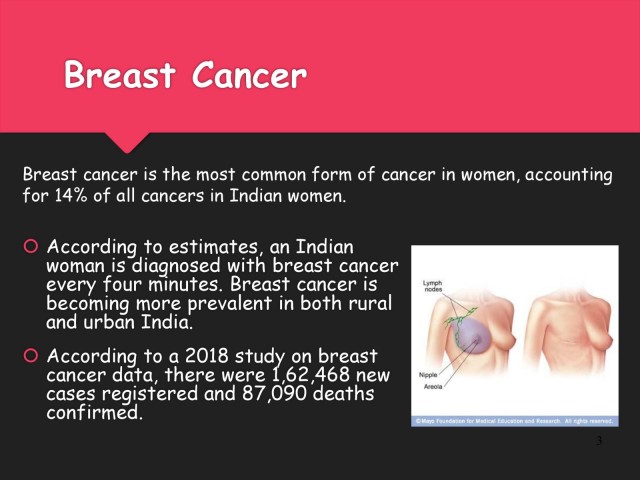 Breast Cancer
Breast cancer is the most common form of cancer in women, accounting
for 14% of all cancers in Indian women.
According to estimates, an Indian
woman is diagnosed with breast cancer
every four minutes. Breast cancer is
becoming more prevalent in both rural
and urban India.
According to a 2018 study on breast
cancer data, there were 1,62,468 new
cases registered and 87,090 deaths
confirmed.
Lymph
nodes
Nipple
Areola
©Mayo Foundation for Medical Education and Research. All rights reserved.
3